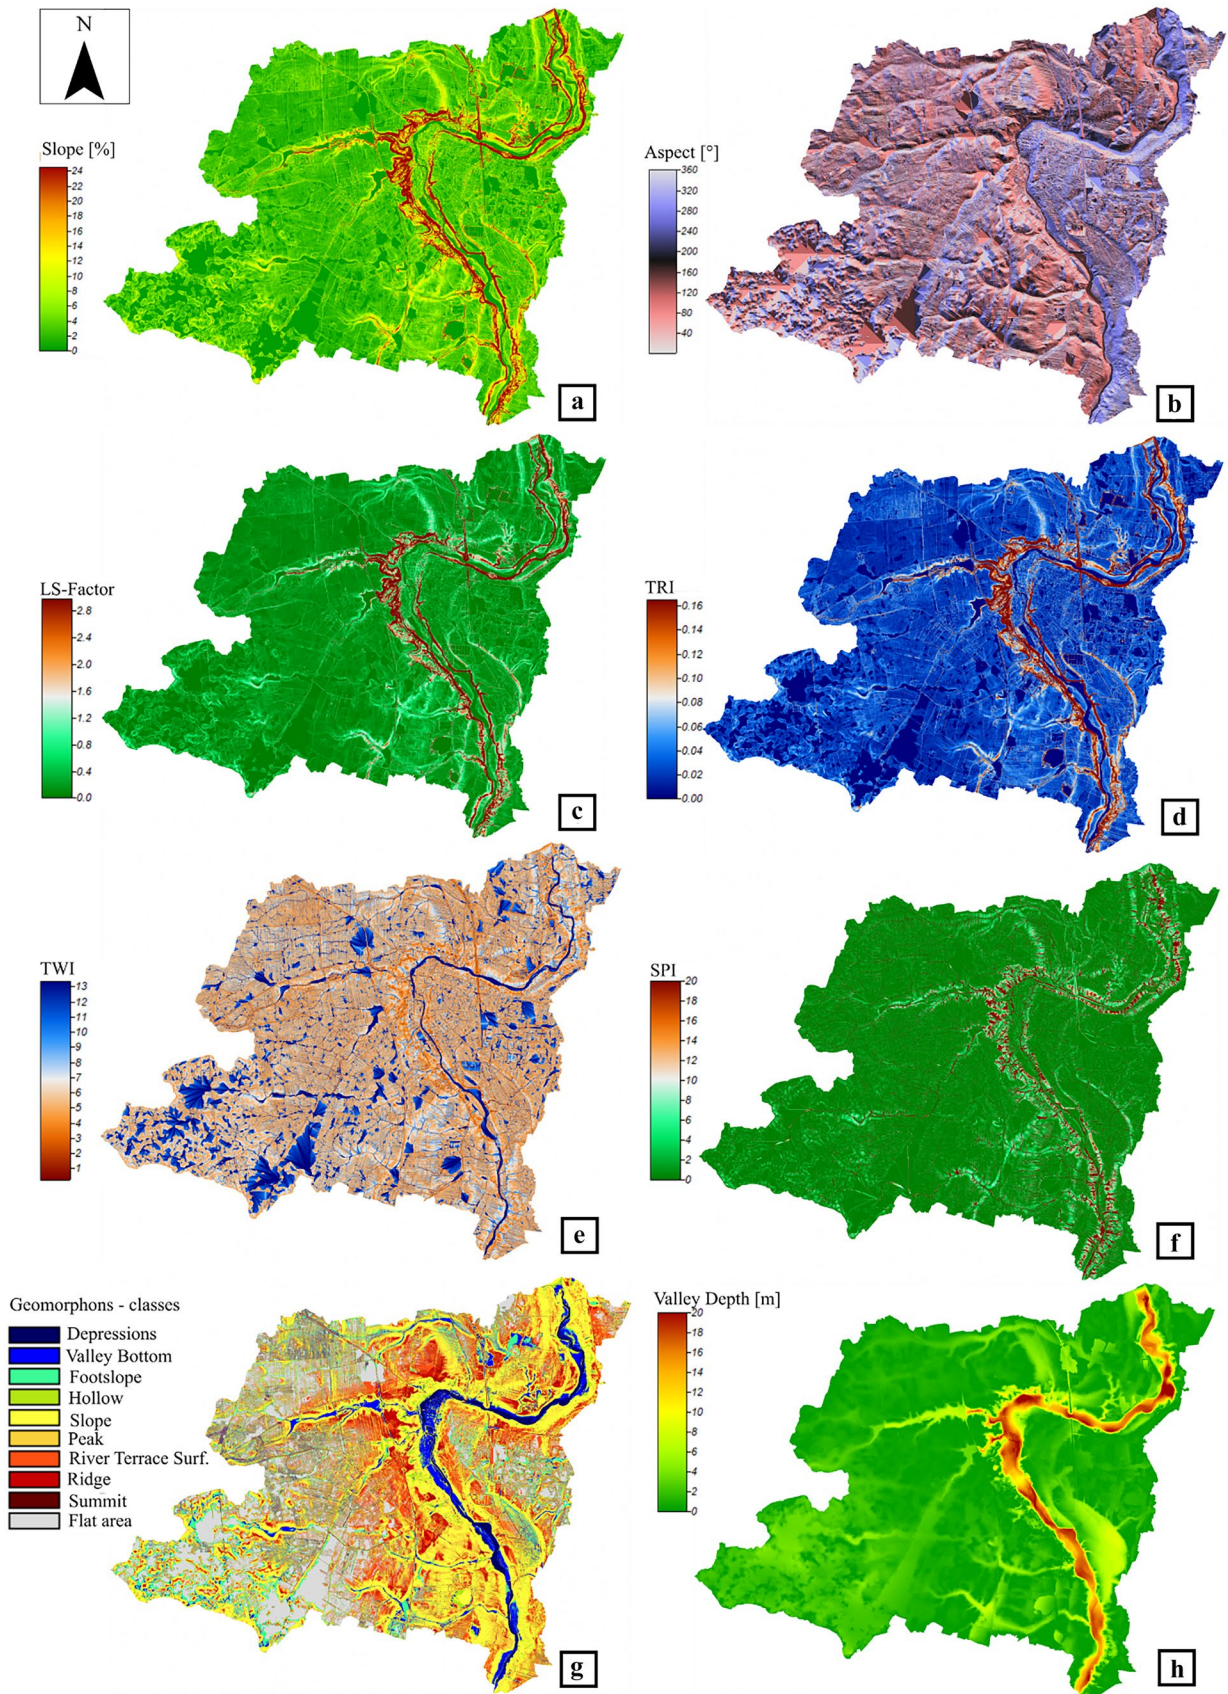 N
Slope [%]
24
22
20
18
16
14
12
10
8
6
4
2
0
a
Aspect [°]
360
320
280
240
200
160
120
80
40
b
LS-Factor
2.8
2.4
2.0
1.6
1.2
0.8
0.4
0.0
c
TRI
0.16
0.14
0.12
0.10
0.08
0.06
0.04
0.02
0.00
d
TWI
13
12
11
10
9
8
7
6
5
4
3
2
1
e
SPI
20
18
16
14
12
10
8
6
4
2
0
f
Geomorphons - classes
Depressions
Valley Bottom
Footslope
Hollow
Slope
Peak
River Terrace Surf.
Ridge
Summit
Flat area
g
Valley Depth [m]
20
18
16
14
12
10
8
6
4
2
0
h